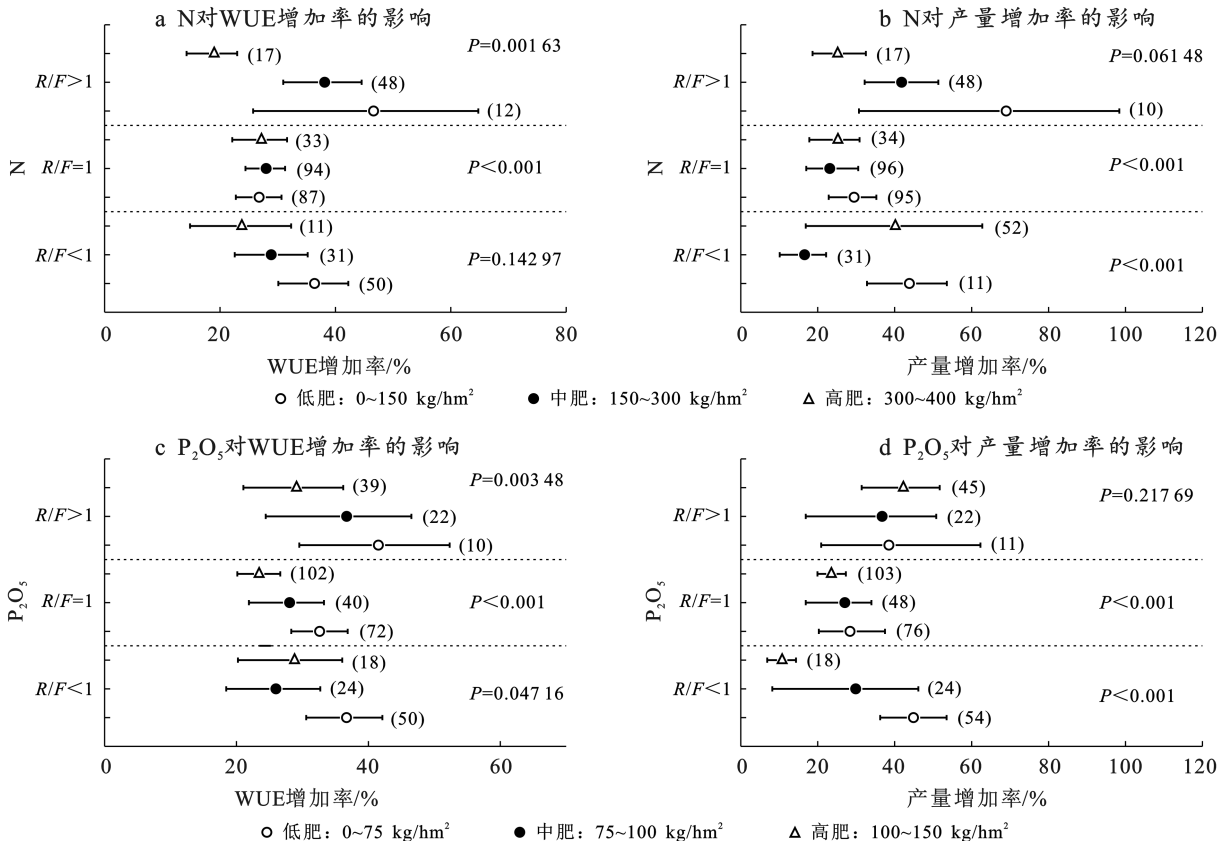 a N对WUE增加率的影响
P=0.001 63
(17)
R/F>1
(48)
(12)
(33)
N
R/F=1
(94)
P<0.001
(87)
(11)
R/F<1
(31)
P=0.142 97
(50)
0 20 40 60 80
WUE增加率/%
b N对产量增加率的影响
P=0.061 48
(17)
R/F>1
(48)
(10)
(34)
N
R/F=1
(96)
P<0.001
(95)
(52)
R/F<1
(31)
P<0.001
(11)
0 20 40 60 80 100 120
产量增加率/%
低肥：0~150 kg/hm² 中肥：150~300 kg/hm² 高肥：300~400 kg/hm²
c P₂O₅对WUE增加率的影响
P=0.003 48
(39)
R/F>1
(22)
(10)
(102)
P₂O₅
R/F=1
(40)
P<0.001
(72)
(18)
R/F<1
(24)
P=0.047 16
(50)
20 40 60
WUE增加率/%
d P₂O₅对产量增加率的影响
P=0.217 69
(45)
R/F>1
(22)
(11)
(103)
P₂O₅
R/F=1
(48)
P<0.001
(76)
(18)
R/F<1
(24)
P<0.001
(54)
0 20 40 60 80 100 120
产量增加率/%
低肥：0~75 kg/hm² 中肥：75~100 kg/hm² 高肥：100~150 kg/hm²